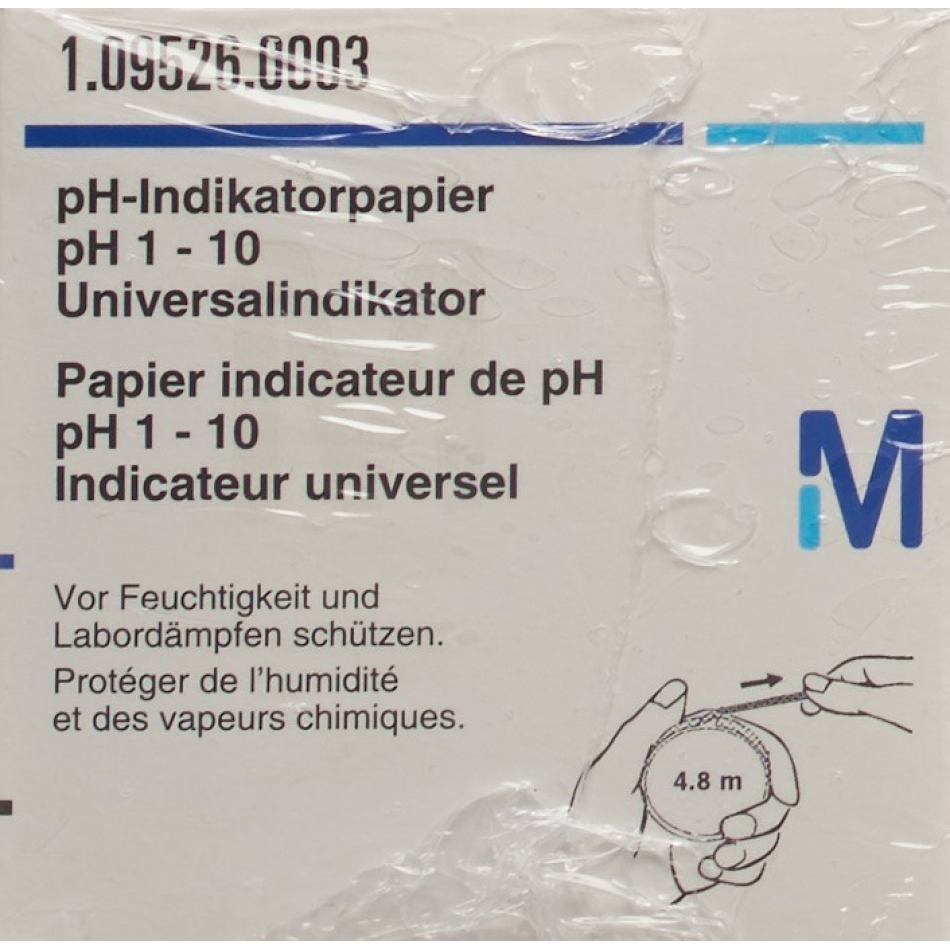 1.09526.0003
pH-Indikatorpapier
pH 1 - 10
Universalindikator
Papier indicateur de pH
pH 1 - 10
Indicateur universel
M
Vor Feuchtigkeit und
Labordämpfen schützen.
Protéger de l'humidité
et des vapeurs chimiques.
4.8 m